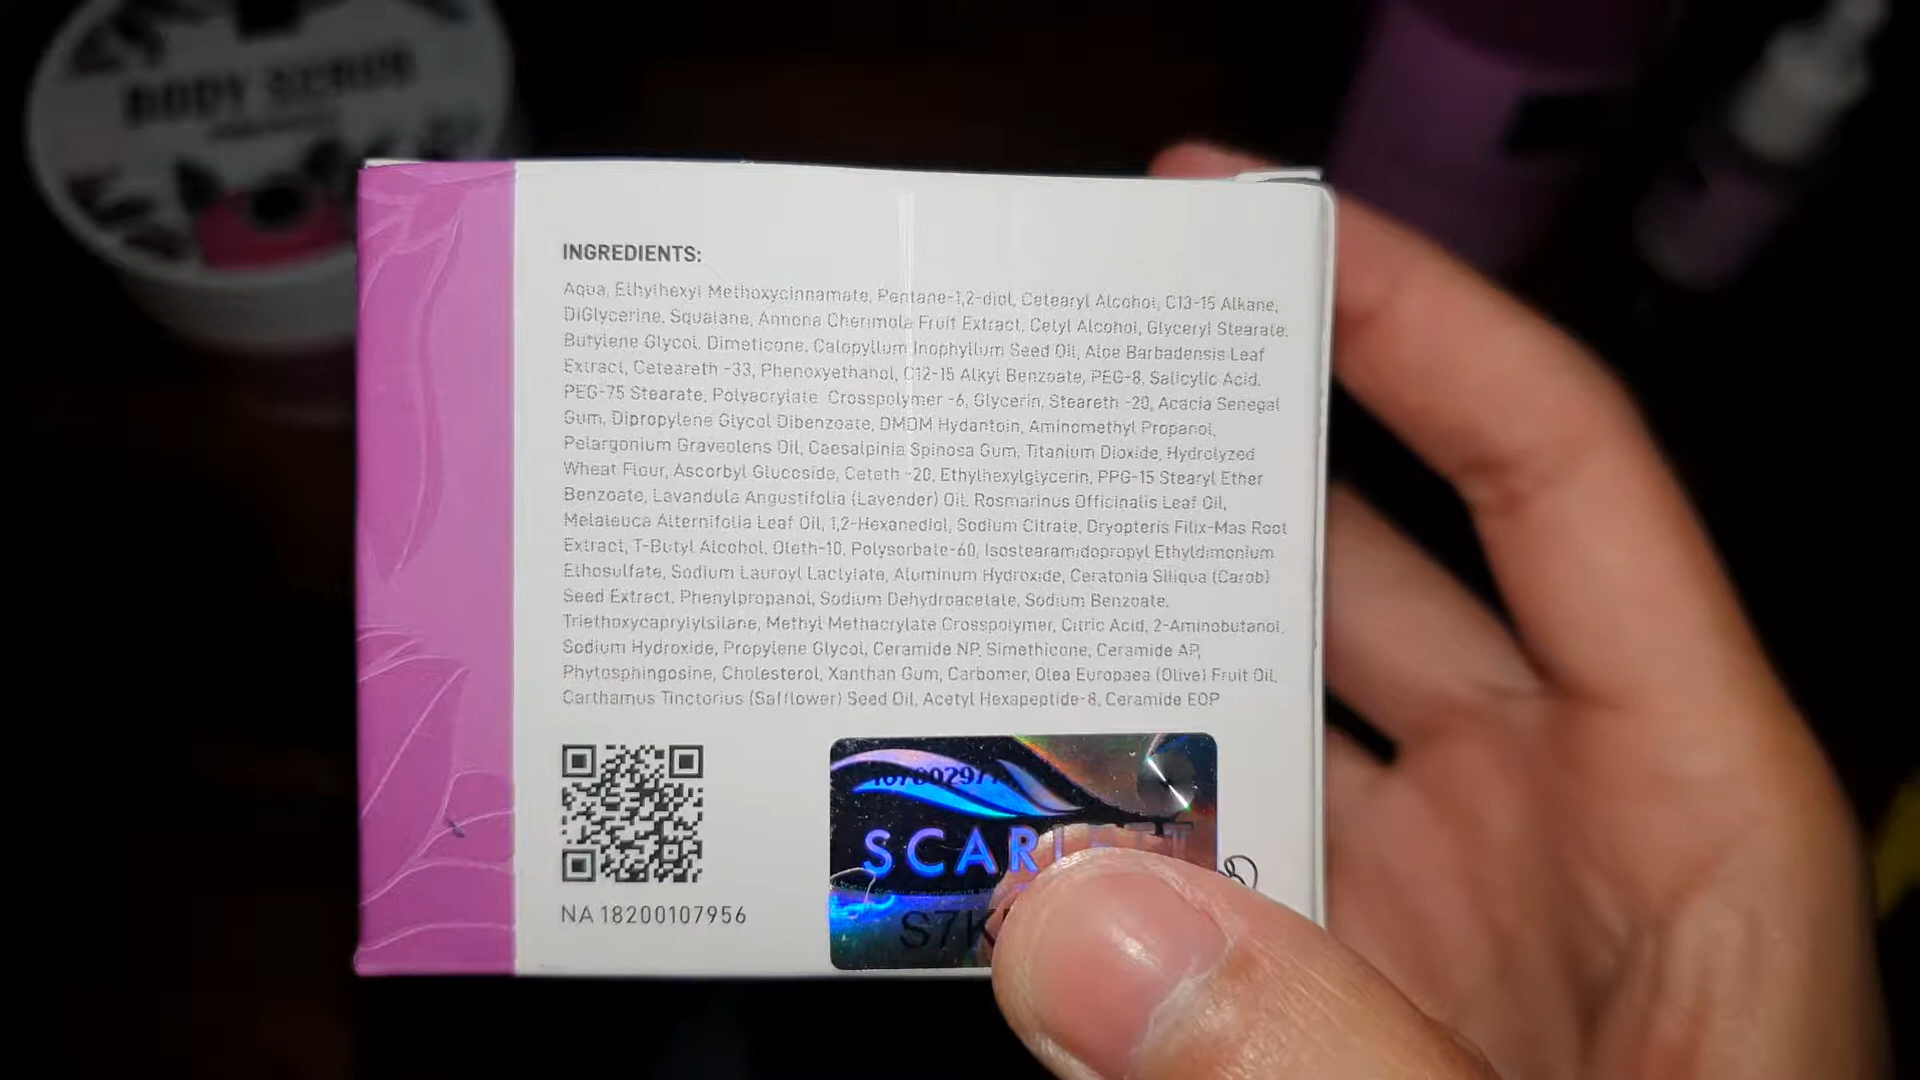 BODY SCRUB
INGREDIENTS:
Aqua, Ethylhexyl Methoxycinnamate, Pentane-1,2-diol, Cetearyl Alcohol, C13-15 Alkane,
DiGlycerine, Squalane, Annona Cherimola Fruit Extract, Cetyl Alcohol, Glyceryl Stearate,
Butylene Glycol, Dimeticone, Calopyllum Inophyllum Seed Oil, Aloe Barbadensis Leaf
Extract, Ceteareth -33, Phenoxyethanol, C12-15 Alkyl Benzoate, PEG-8, Salicylic Acid,
PEG-75 Stearate, Polyacrylate Crosspolymer -6, Glycerin, Steareth -20, Acacia Senegal
Gum, Dipropylene Glycol Dibenzoate, DMDM Hydantoin, Aminomethyl Propanol,
Pelargonium Graveolens Oil, Caesalpinia Spinosa Gum, Titanium Dioxide, Hydrolyzed
Wheat Flour, Ascorbyl Glucoside, Ceteth -20, Ethylhexylglycerin, PPG-15 Stearyl Ether
Benzoate, Lavandula Angustifolia (Lavender) Oil, Rosmarinus Officinalis Leaf Oil,
Melaleuca Alternifolia Leaf Oil, 1,2-Hexanediol, Sodium Citrate, Dryopteris Filix-Mas Root
Extract, T-Butyl Alcohol, Oleth-10, Polysorbate-60, Isostearamidopropyl Ethyldimonium
Ethosulfate, Sodium Lauroyl Lactylate, Aluminum Hydroxide, Ceratonia Siliqua (Carob)
Seed Extract, Phenylpropanol, Sodium Dehydroacetate, Sodium Benzoate,
Triethoxycaprylylsilane, Methyl Methacrylate Crosspolymer, Citric Acid, 2-Aminobutanol,
Sodium Hydroxide, Propylene Glycol, Ceramide NP, Simethicone, Ceramide AP,
Phytosphingosine, Cholesterol, Xanthan Gum, Carbomer, Olea Europaea (Olive) Fruit Oil,
Carthamus Tinctorius (Safflower) Seed Oil, Acetyl Hexapeptide-8, Ceramide EOP
SCARLETT
NA 18200107956
S7K